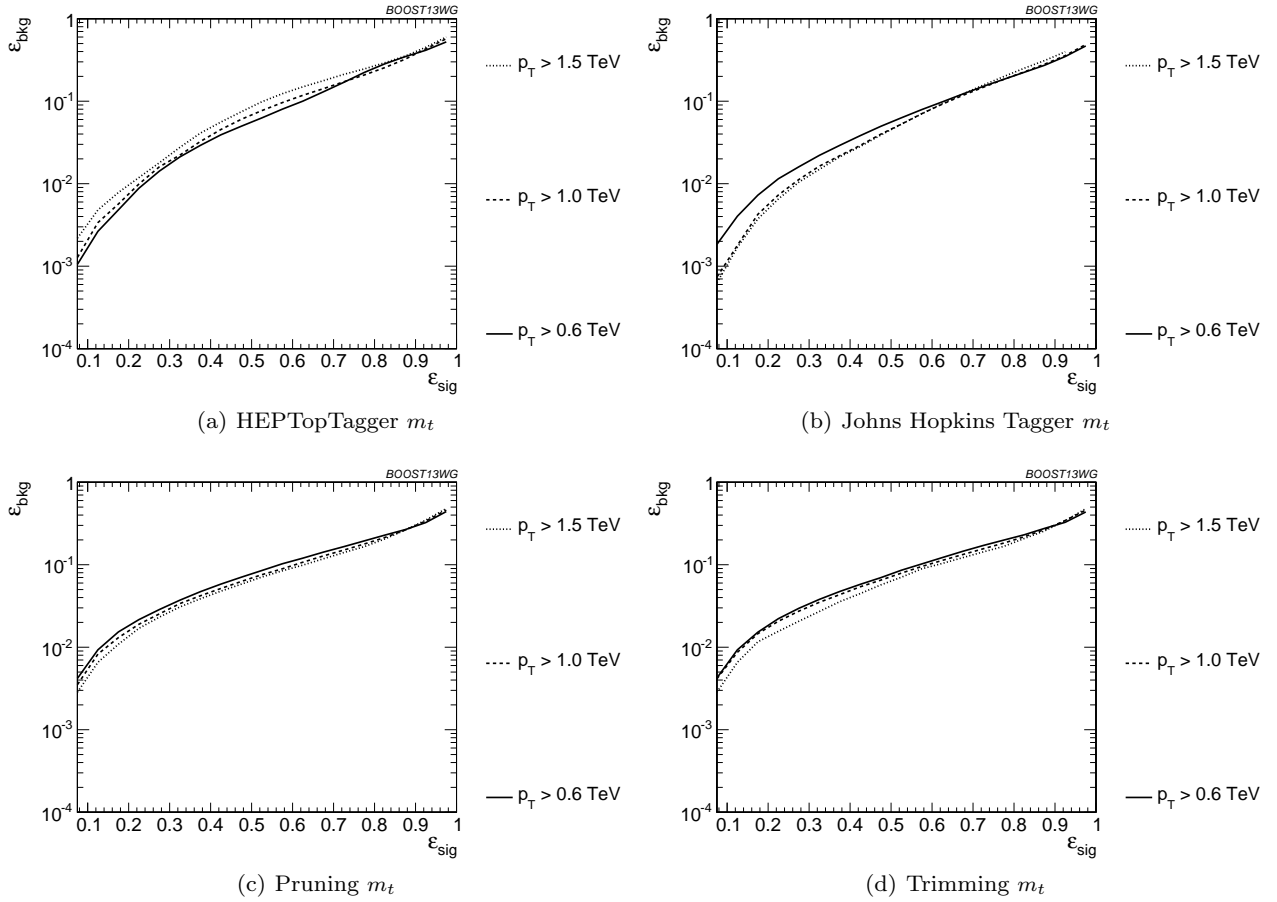 BOOST13WG
ε_bkg
1
10^-1
10^-2
10^-3
10^-4
0.1 0.2 0.3 0.4 0.5 0.6 0.7 0.8 0.9 1
ε_sig
p_T > 1.5 TeV
p_T > 1.0 TeV
p_T > 0.6 TeV
(a) HEPTopTagger m_t
BOOST13WG
ε_bkg
1
10^-1
10^-2
10^-3
10^-4
0.1 0.2 0.3 0.4 0.5 0.6 0.7 0.8 0.9 1
ε_sig
p_T > 1.5 TeV
p_T > 1.0 TeV
p_T > 0.6 TeV
(b) Johns Hopkins Tagger m_t
BOOST13WG
ε_bkg
1
10^-1
10^-2
10^-3
10^-4
0.1 0.2 0.3 0.4 0.5 0.6 0.7 0.8 0.9 1
ε_sig
p_T > 1.5 TeV
p_T > 1.0 TeV
p_T > 0.6 TeV
(c) Pruning m_t
BOOST13WG
ε_bkg
1
10^-1
10^-2
10^-3
10^-4
0.1 0.2 0.3 0.4 0.5 0.6 0.7 0.8 0.9 1
ε_sig
p_T > 1.5 TeV
p_T > 1.0 TeV
p_T > 0.6 TeV
(d) Trimming m_t